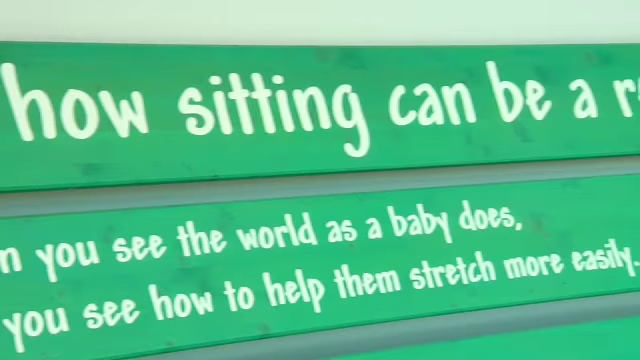 how sitting can be a
you see the world as a baby does,
you see how to help them stretch more easily.